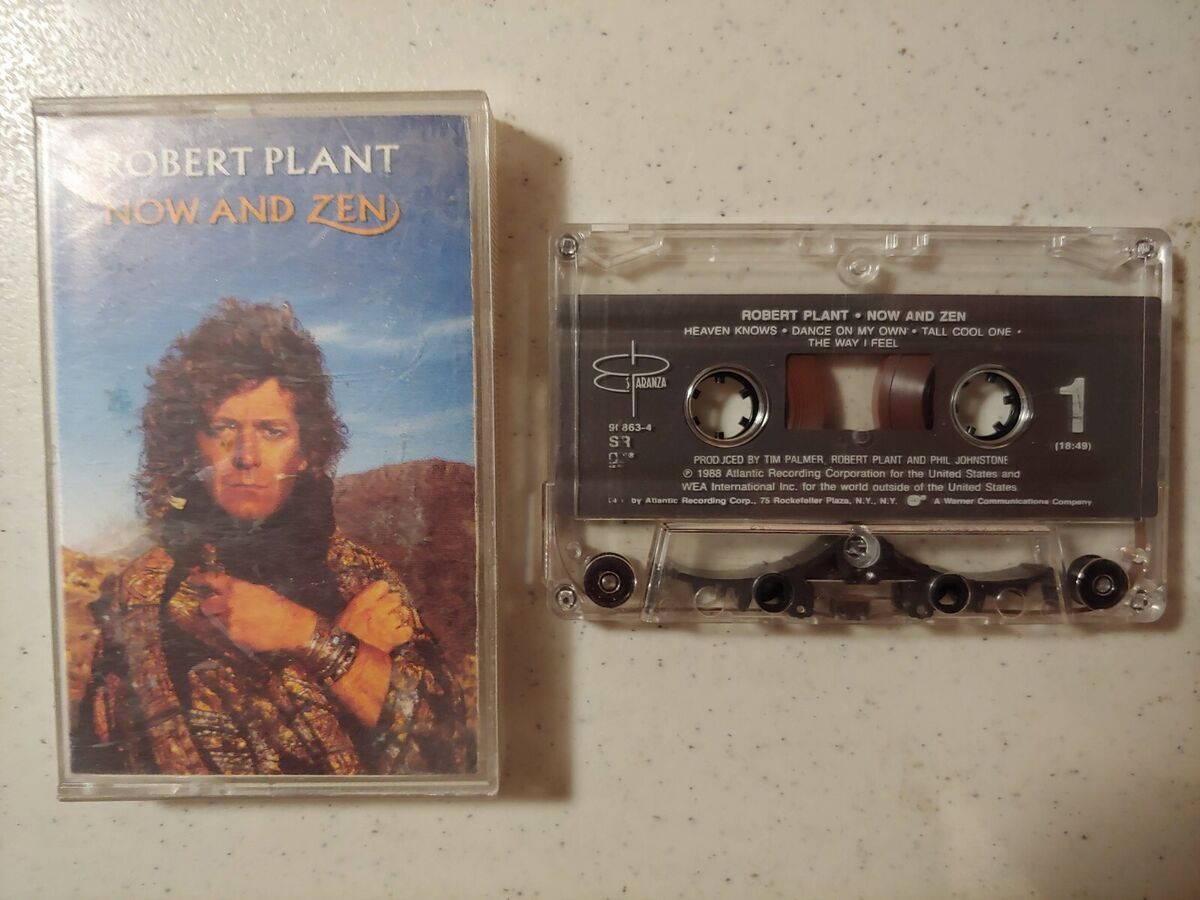 ROBERT PLANT
NOW AND ZEN
ROBERT PLANT • NOW AND ZEN
HEAVEN KNOWS • DANCE ON MY OWN • TALL COOL ONE •
THE WAY I FEEL
ES PARANZA
90863-4
SR
1
(18:49)
PRODUCED BY TIM PALMER, ROBERT PLANT AND PHIL JOHNSTONE
℗ 1988 Atlantic Recording Corporation for the United States and
WEA International Inc. for the world outside of the United States
by Atlantic Recording Corp., 75 Rockefeller Plaza, N.Y., N.Y. A Warner Communications Company